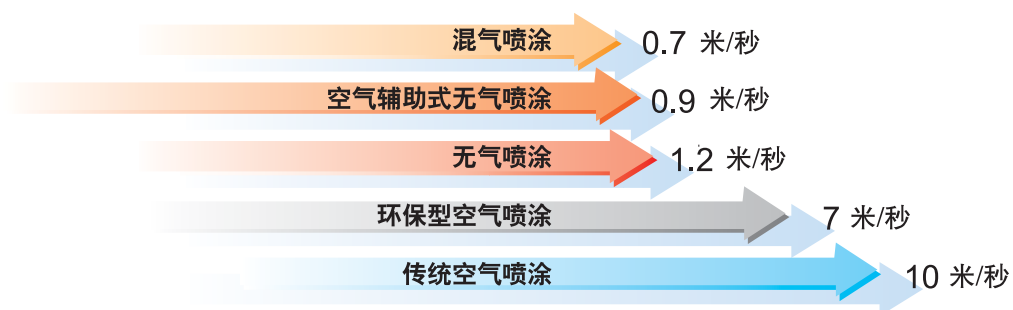 混气喷涂 0.7 米/秒
空气辅助式无气喷涂 0.9 米/秒
无气喷涂 1.2 米/秒
环保型空气喷涂 7 米/秒
传统空气喷涂 10 米/秒